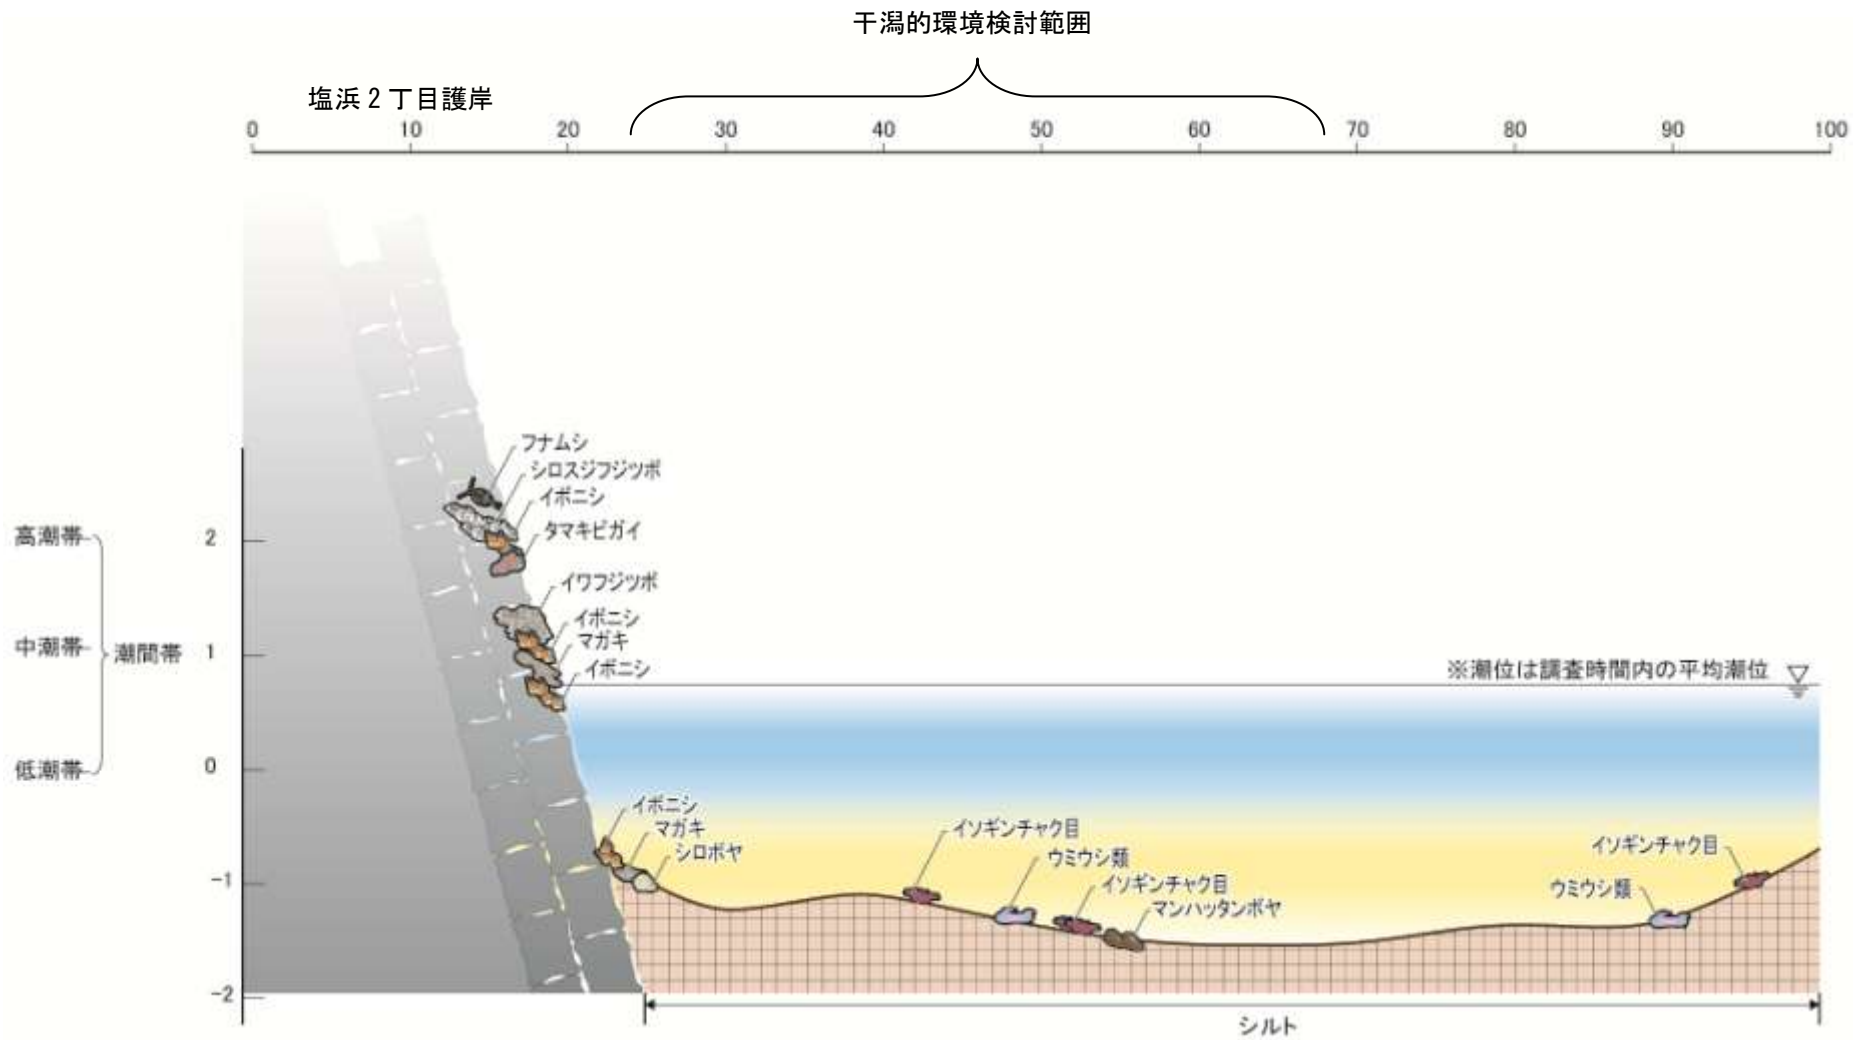 干潟的環境検討範囲
塩浜2丁目護岸
0 10 20 30 40 50 60 70 80 90 100
フナムシ
シロスジフジツボ
イボニシ
タマキビガイ
イワフジツボ
イボニシ
マガキ
イボニシ
高潮帯
中潮帯
低潮帯
潮間帯
2
1
0
-1
-2
※潮位は調査時間内の平均潮位
イボニシ
マガキ
シロボヤ
イソギンチャク目
ウミウシ類
イソギンチャク目
マンハッタンボヤ
イソギンチャク目
ウミウシ類
シルト